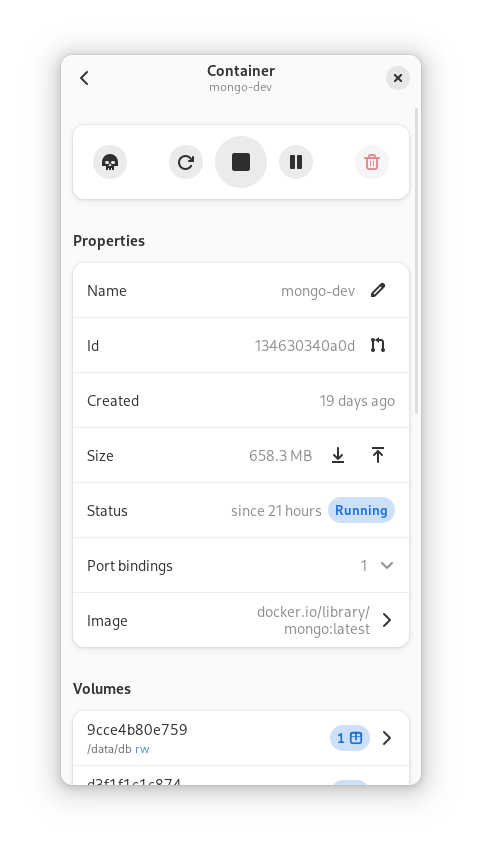 Container
mongo-dev
Properties
Name
mongo-dev
Id
134630340a0d
Created
19 days ago
Size
658.3 MB
Status
since 21 hours
Running
Port bindings
1
Image
docker.io/library/
mongo:latest
Volumes
9cce4b80e759
1
/data/db rw
d3f1f1c1c874